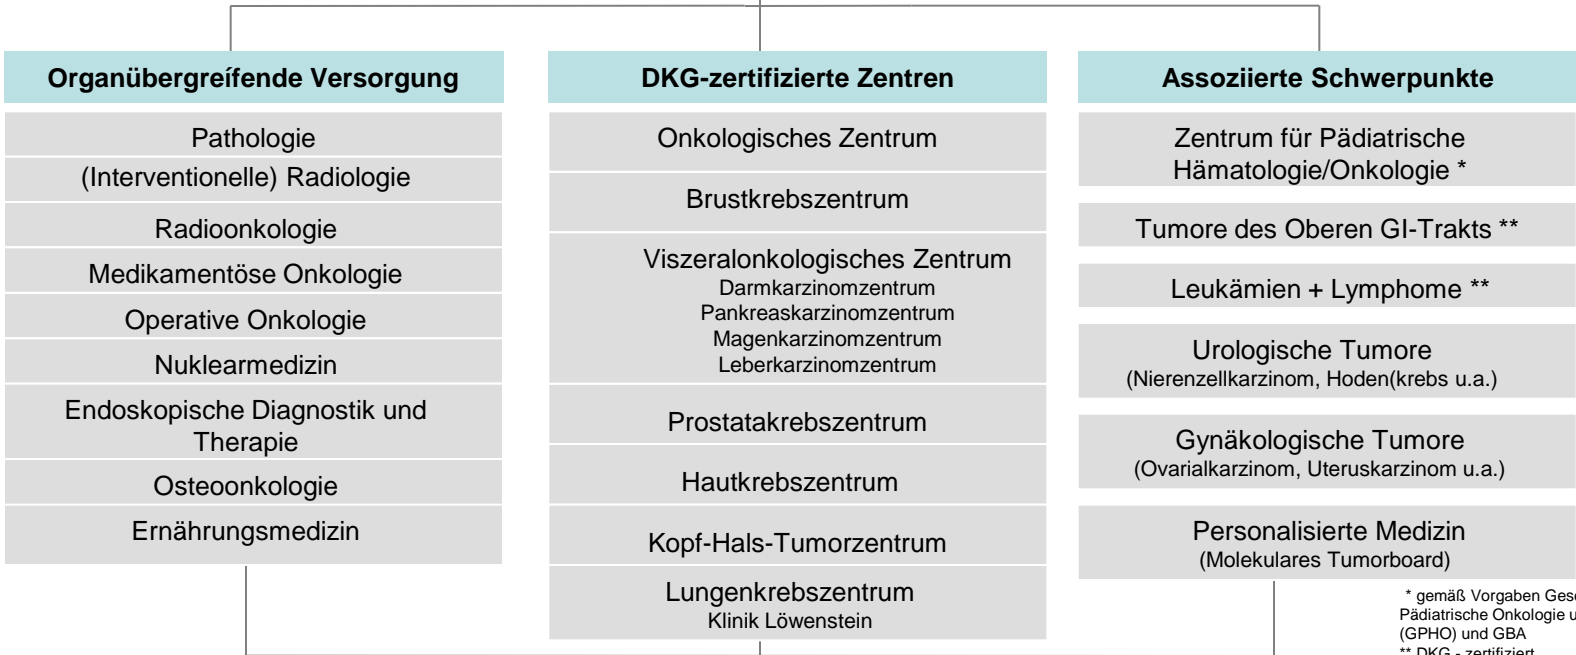 Organübergreífende Versorgung
Pathologie
(Interventionelle) Radiologie
Radioonkologie
Medikamentöse Onkologie
Operative Onkologie
Nuklearmedizin
Endoskopische Diagnostik und
Therapie
Osteoonkologie
Ernährungsmedizin
DKG-zertifizierte Zentren
Onkologisches Zentrum
Brustkrebszentrum
Viszeralonkologisches Zentrum
Darmkarzinomzentrum
Pankreaskarzinomzentrum
Magenkarzinomzentrum
Leberkarzinomzentrum
Prostatakrebszentrum
Hautkrebszentrum
Kopf-Hals-Tumorzentrum
Lungenkrebszentrum
Klinik Löwenstein
Assoziierte Schwerpunkte
Zentrum für Pädiatrische
Hämatologie/Onkologie *
Tumore des Oberen GI-Trakts **
Leukämien + Lymphome **
Urologische Tumore
(Nierenzellkarzinom, Hoden(krebs u.a.)
Gynäkologische Tumore
(Ovarialkarzinom, Uteruskarzinom u.a.)
Personalisierte Medizin
(Molekulares Tumorboard)
* gemäß Vorgaben
Pädiatrische Onkologie
(GPHO) und GBA
** DKG - zertifiziert